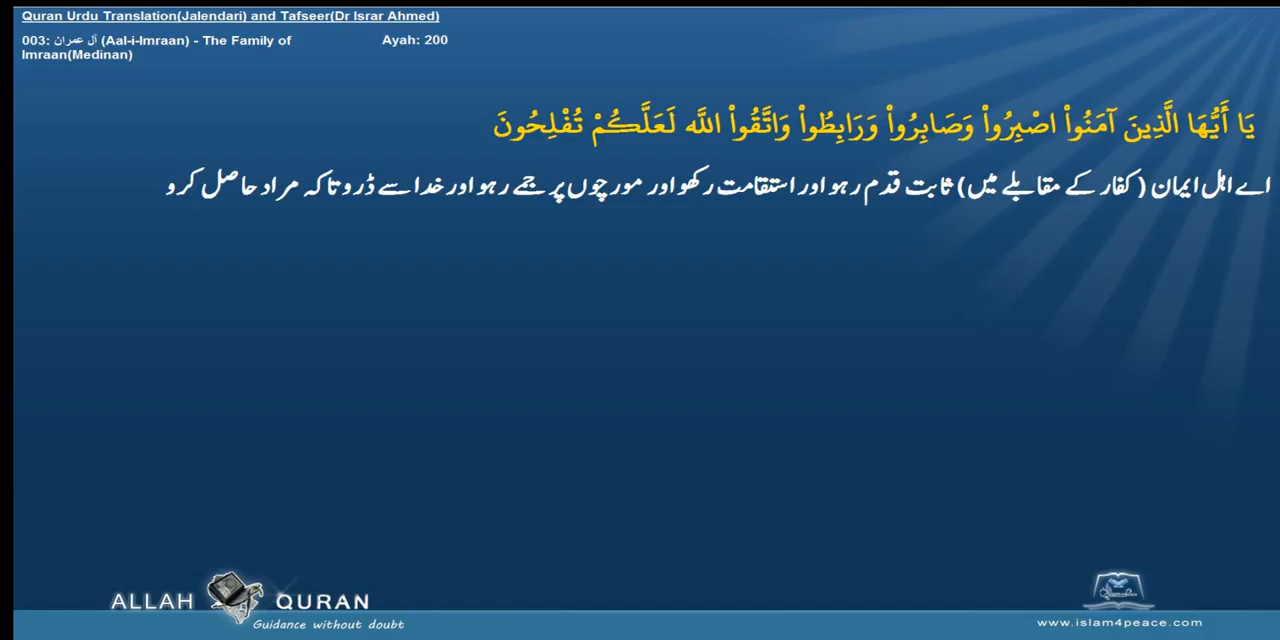 Quran Urdu Translation(Jalendari) and Tafseer(Dr Israr Ahmed)
003: آل عمران (Aal-i-Imraan) - The Family of
Imraan(Medinan)
Ayah: 200
يَا أَيُّهَا الَّذِينَ آمَنُواْ اصْبِرُواْ وَصَابِرُواْ وَرَابِطُواْ وَاتَّقُواْ اللَّه لَعَلَّكُمْ تُفْلِحُونَ
اے اہل ایمان (کفار کے مقابلے میں) ثابت قدم رہو اور استقامت رکھو اور مورچوں پر جمے رہو اور خدا سے ڈرو تاکہ مراد حاصل کرو
ALLAH QURAN
Guidance without doubt
www.islam4peace.com